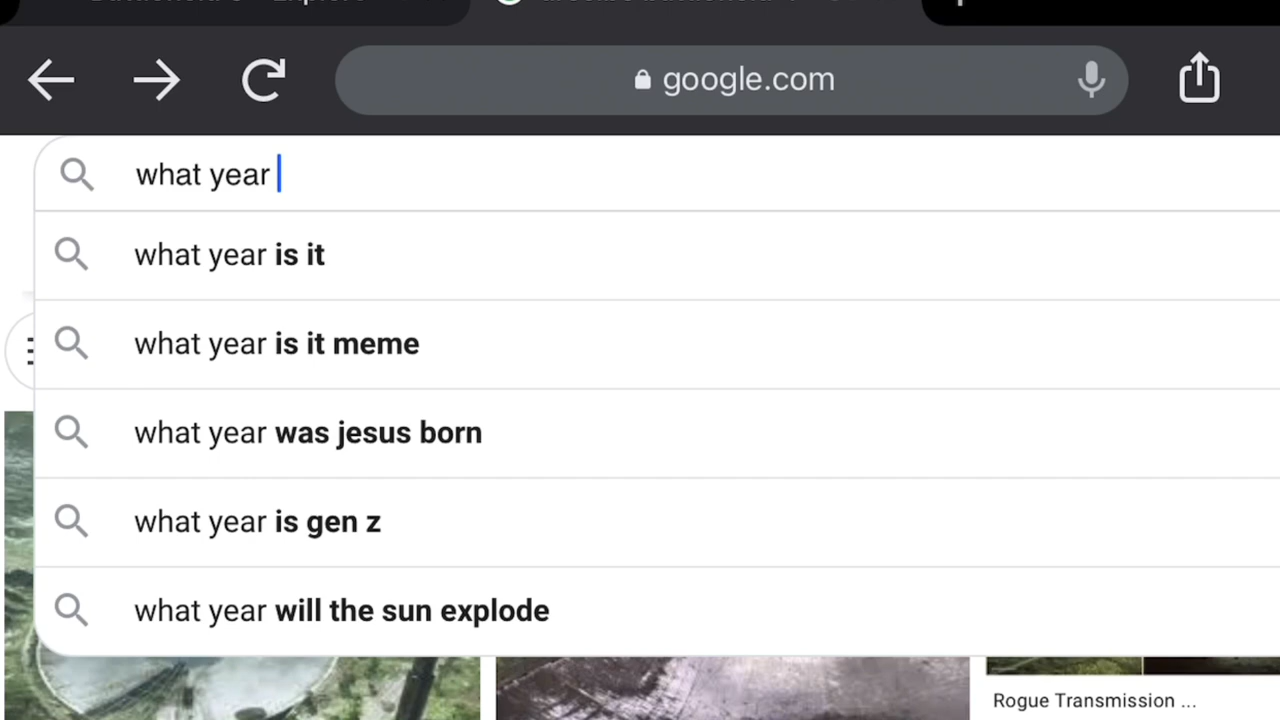 google.com
what year
what year is it
what year is it meme
what year was jesus born
what year is gen z
what year will the sun explode
Rogue Transmission ...